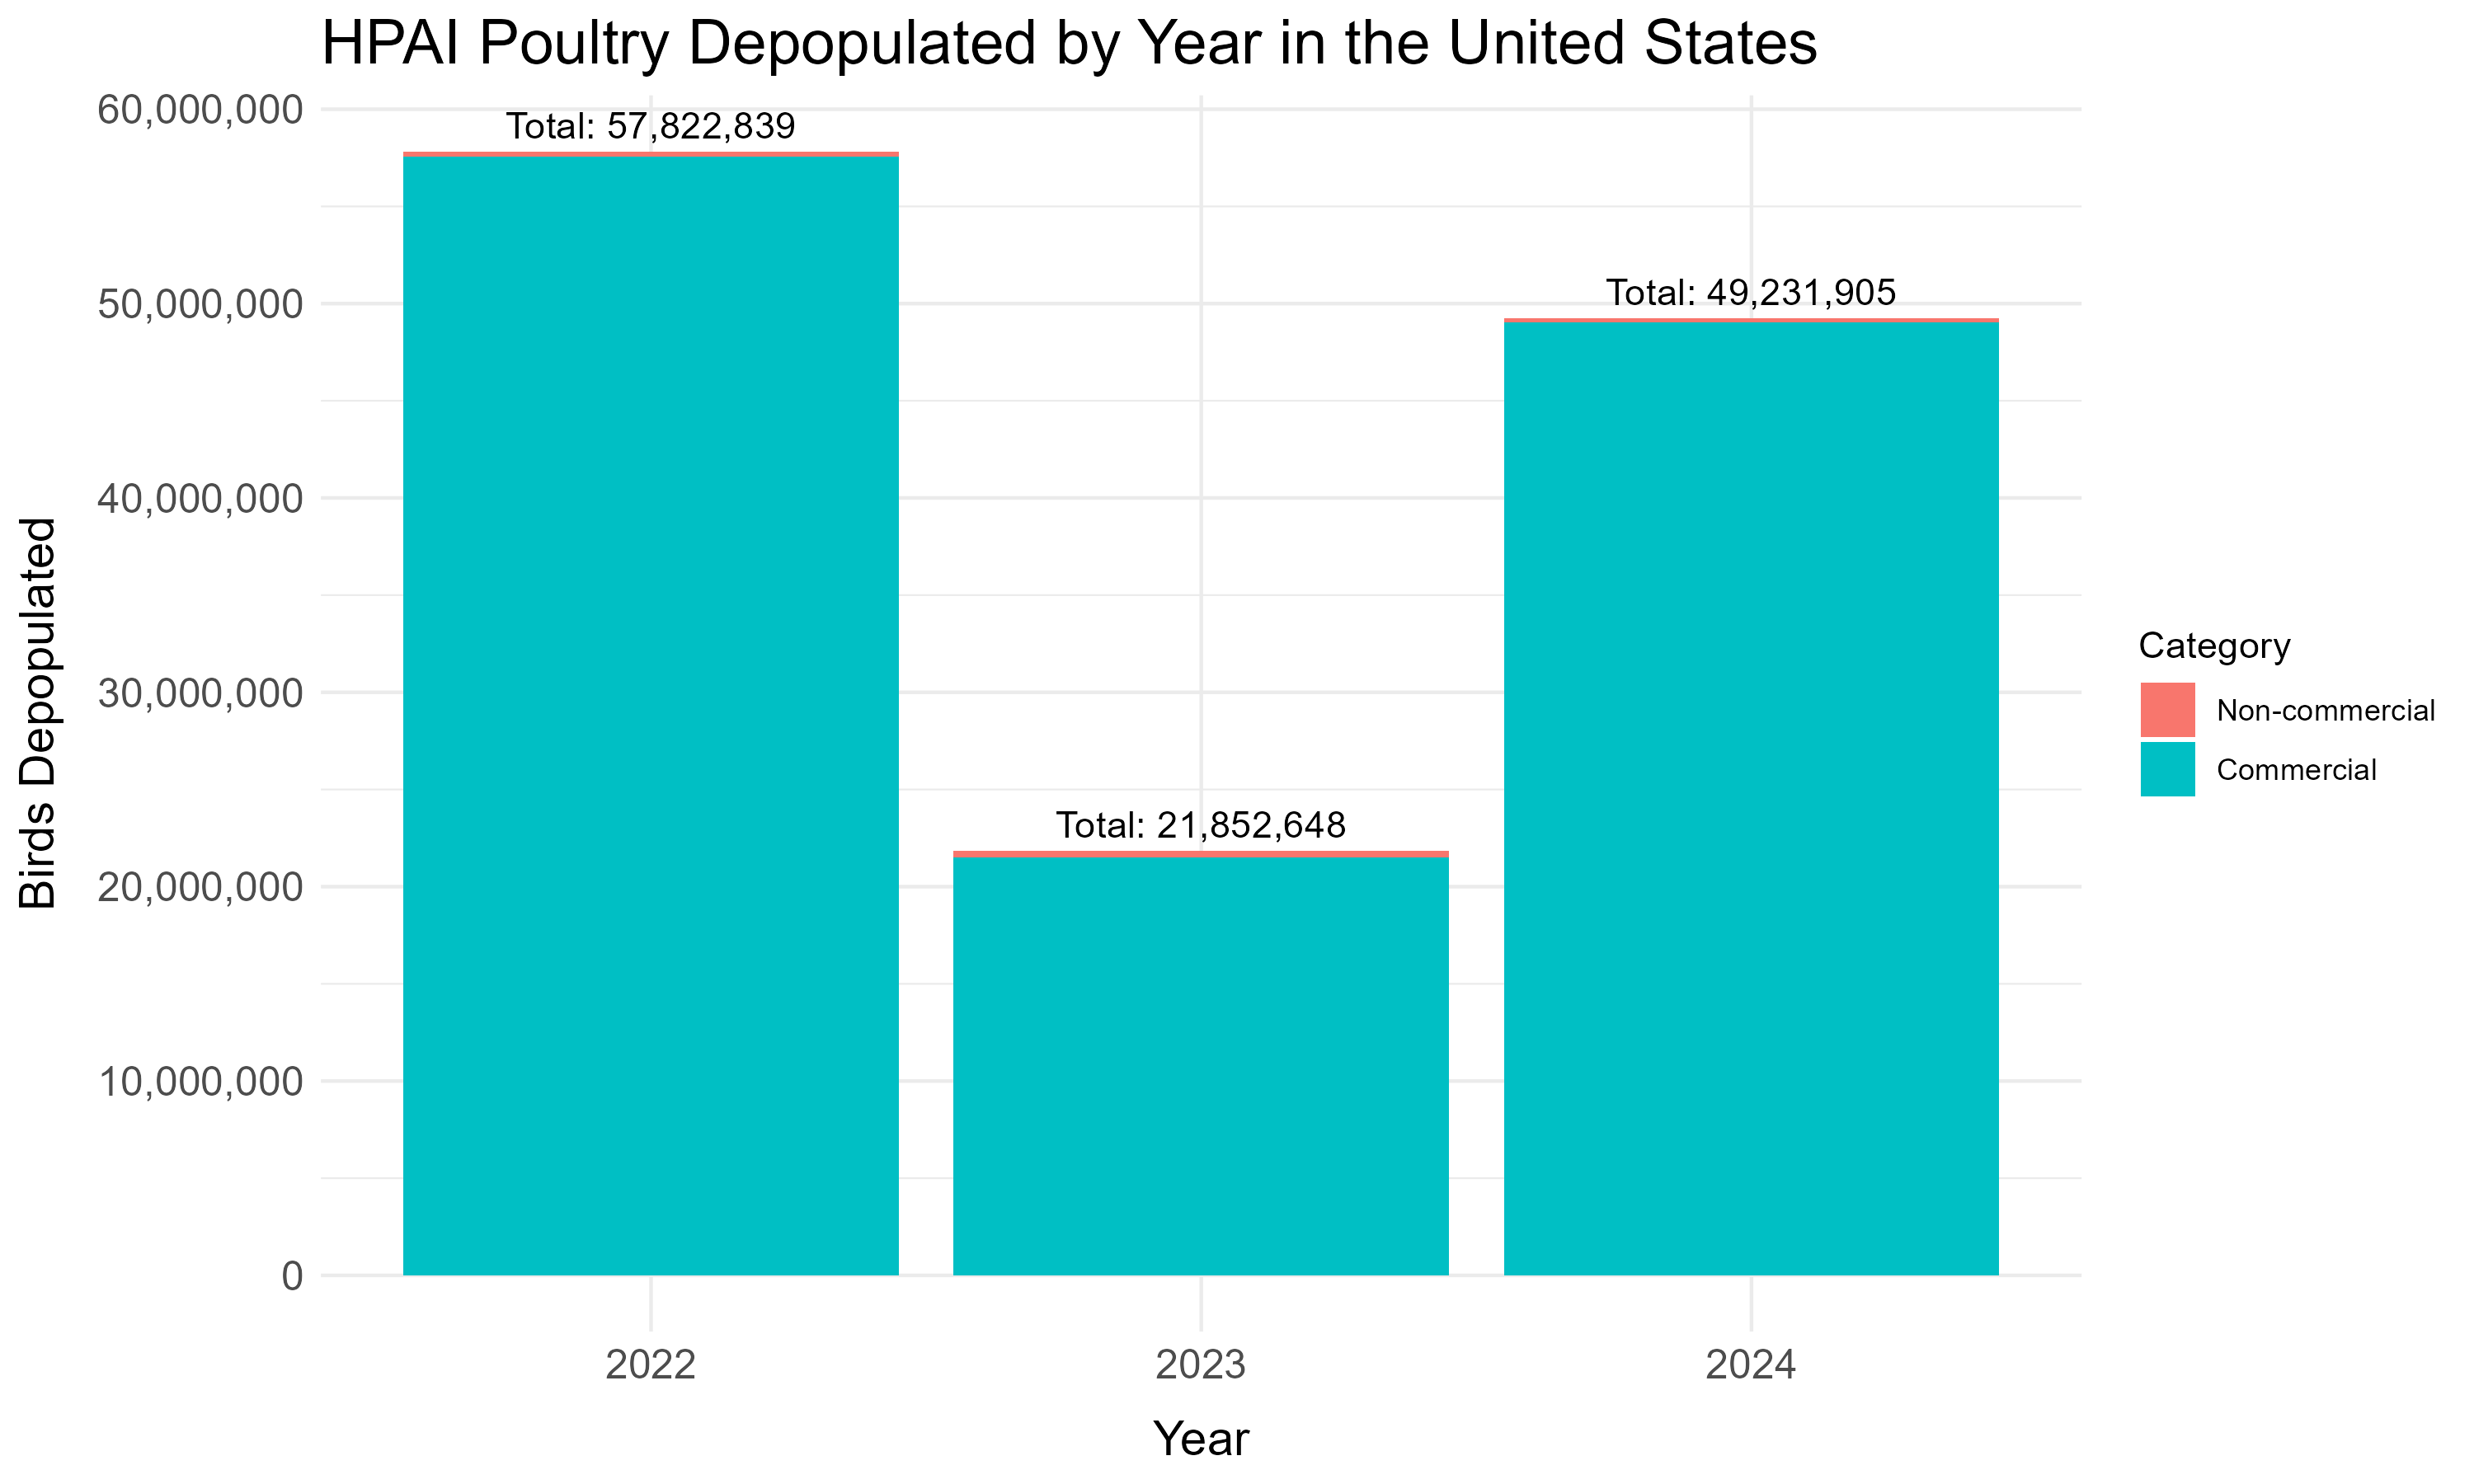 HPAI Poultry Depopulated by Year in the United States
60,000,000
50,000,000
40,000,000
30,000,000
20,000,000
10,000,000
0
Birds Depopulated
Total: 57,822,839
Total: 21,852,648
Total: 49,231,905
2022
2023
2024
Year
Category
Non-commercial
Commercial